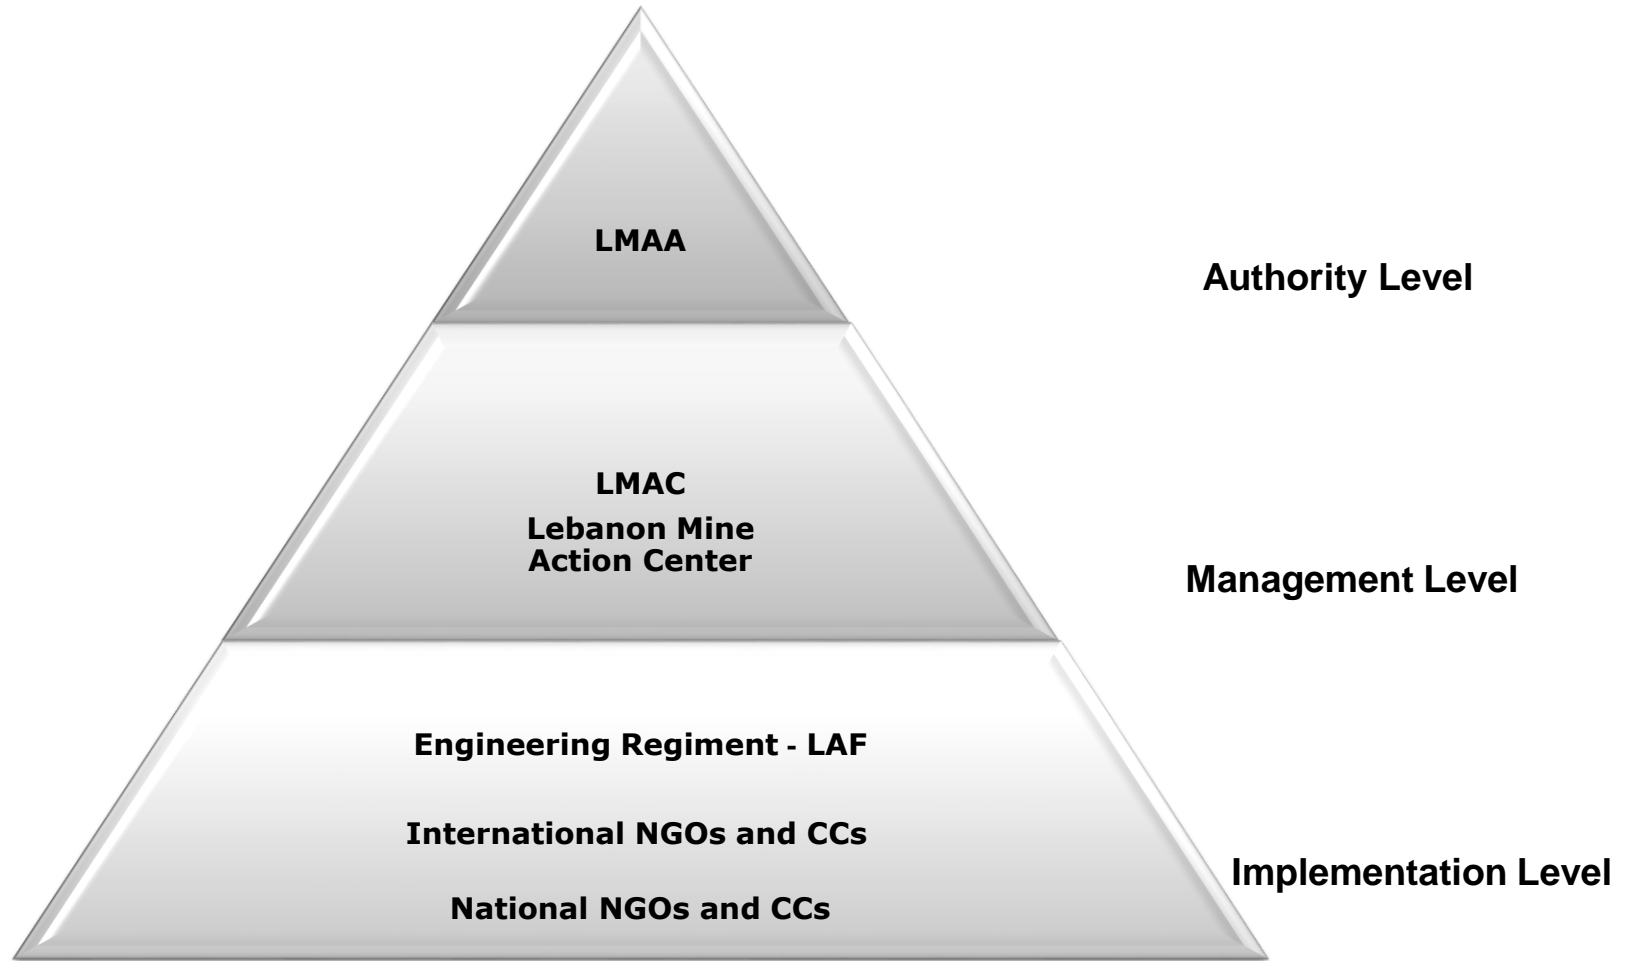 LMAA
Authority Level
LMAC
Lebanon Mine
Action Center
Management Level
Engineering Regiment - LAF
International NGOs and CCs
National NGOs and CCs
Implementation Level